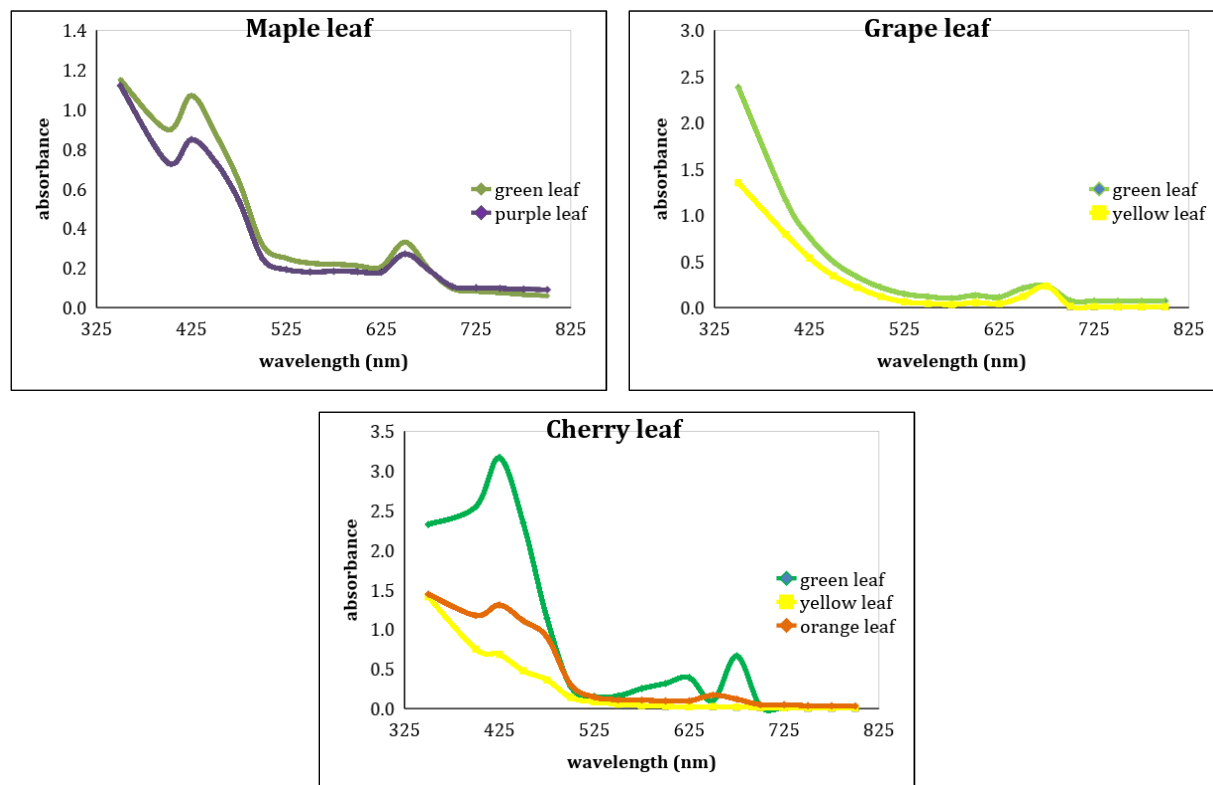 Maple leaf
1.4
1.2
1.0
0.8
0.6
0.4
0.2
0.0
absorbance
green leaf
purple leaf
325 425 525 625 725 825
wavelength (nm)
Grape leaf
3.0
2.5
2.0
1.5
1.0
0.5
0.0
absorbance
green leaf
yellow leaf
325 425 525 625 725 825
wavelength (nm)
Cherry leaf
3.5
3.0
2.5
2.0
1.5
1.0
0.5
0.0
absorbance
green leaf
yellow leaf
orange leaf
325 425 525 625 725 825
wavelength (nm)